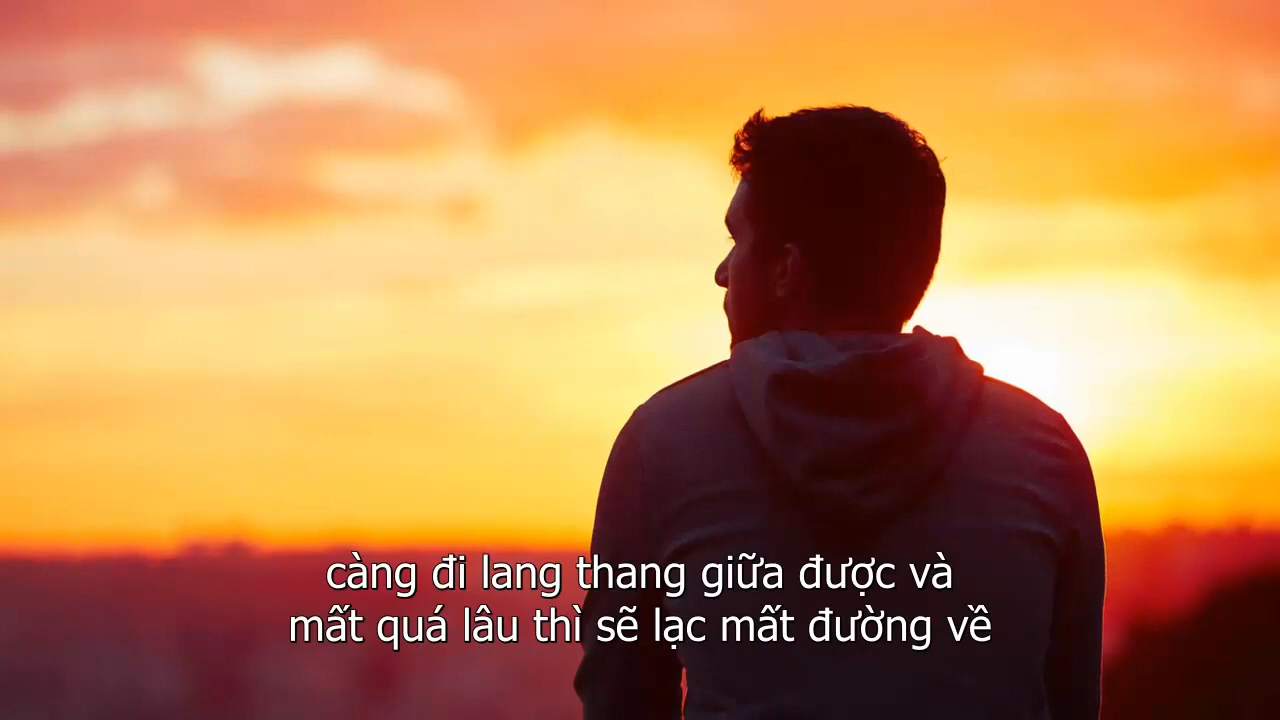 càng đi lang thang giữa được và
mất quá lâu thì sẽ lạc mất đường về